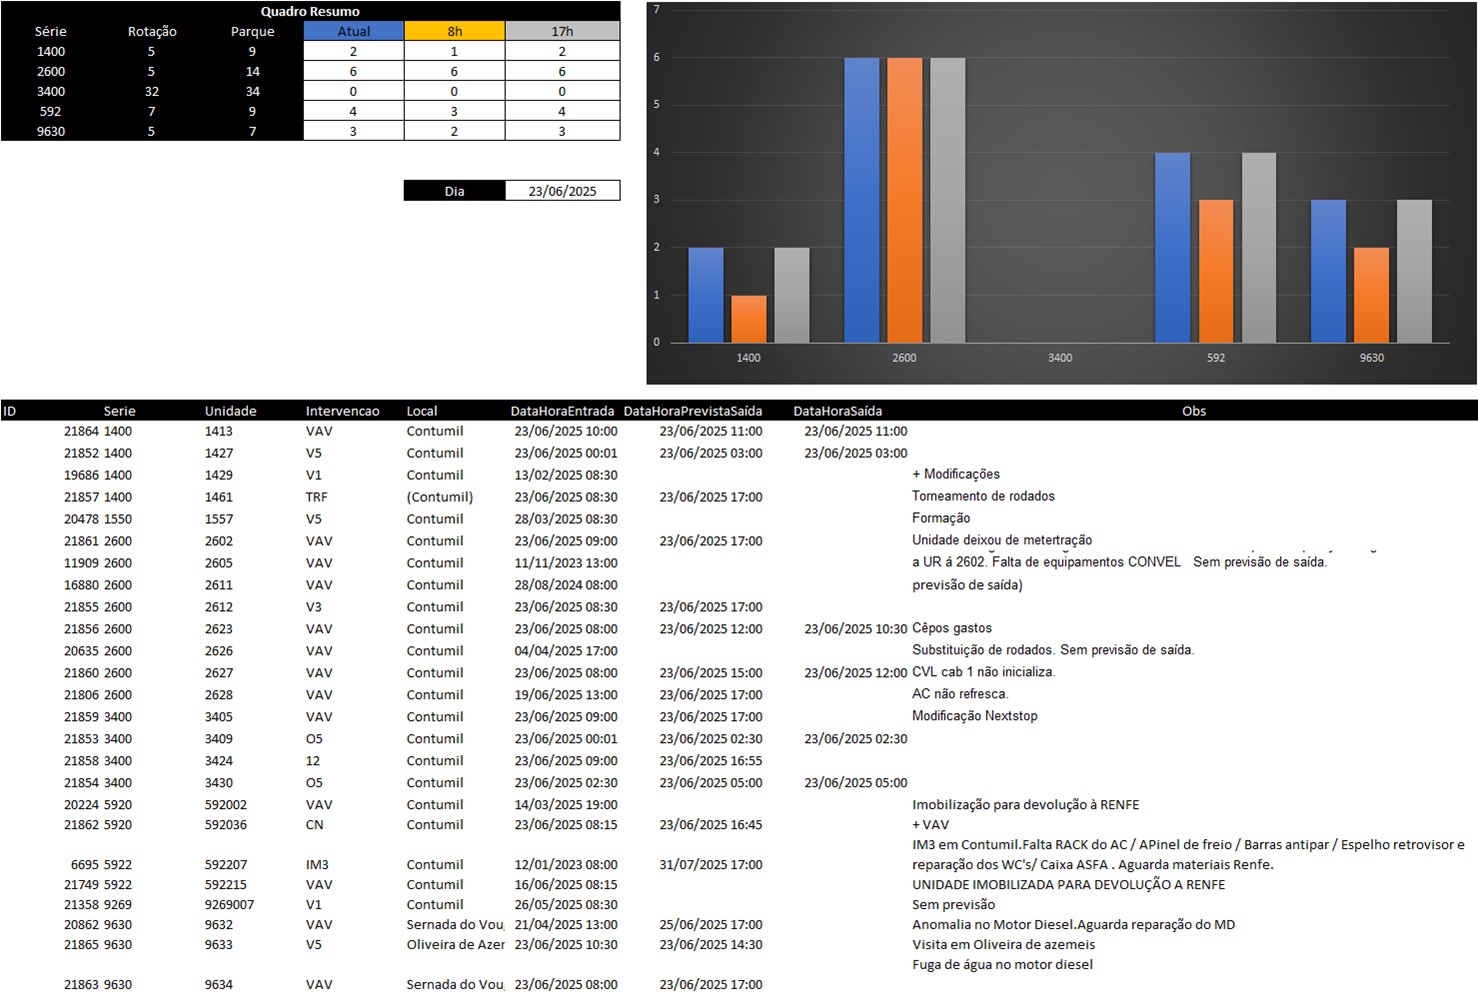 Quadro Resumo
Série Rotação Parque Atual 8h 17h
1400 5 9 2 1 2
2600 5 14 6 6 6
3400 32 34 0 0 0
592 7 9 4 3 4
9630 5 7 3 2 3
Dia 23/06/2025
7
6
5
4
3
2
1
0
1400 2600 3400 592 9630
ID Serie Unidade Intervencao Local DataHoraEntrada DataHoraPrevistaSaída DataHoraSaída Obs
21864 1400 1413 VAV Contumil 23/06/2025 10:00 23/06/2025 11:00 23/06/2025 11:00
21852 1400 1427 V5 Contumil 23/06/2025 00:01 23/06/2025 03:00 23/06/2025 03:00
19686 1400 1429 V1 Contumil 13/02/2025 08:30 + Modificações
21857 1400 1461 TRF (Contumil) 23/06/2025 08:30 23/06/2025 17:00 Torneamento de rodados
20478 1550 1557 V5 Contumil 28/03/2025 08:30 Formação
21861 2600 2602 VAV Contumil 23/06/2025 09:00 23/06/2025 17:00 Unidade deixou de metertração
11909 2600 2605 VAV Contumil 11/11/2023 13:00 a UR á 2602. Falta de equipamentos CONVEL Sem previsão de saída.
16880 2600 2611 VAV Contumil 28/08/2024 08:00 previsão de saída)
21855 2600 2612 V3 Contumil 23/06/2025 08:30 23/06/2025 17:00
21856 2600 2623 VAV Contumil 23/06/2025 08:00 23/06/2025 12:00 23/06/2025 10:30 Cêpos gastos
20635 2600 2626 VAV Contumil 04/04/2025 17:00 Substituição de rodados. Sem previsão de saída.
21860 2600 2627 VAV Contumil 23/06/2025 08:00 23/06/2025 15:00 23/06/2025 12:00 CVL cab 1 não inicializa.
21806 2600 2628 VAV Contumil 19/06/2025 13:00 23/06/2025 17:00 AC não refresca.
21859 3400 3405 VAV Contumil 23/06/2025 09:00 23/06/2025 17:00 Modificação Nextstop
21853 3400 3409 O5 Contumil 23/06/2025 00:01 23/06/2025 02:30 23/06/2025 02:30
21858 3400 3424 12 Contumil 23/06/2025 09:00 23/06/2025 16:55
21854 3400 3430 O5 Contumil 23/06/2025 02:30 23/06/2025 05:00 23/06/2025 05:00
20224 5920 592002 VAV Contumil 14/03/2025 19:00 Imobilização para devolução à RENFE
21862 5920 592036 CN Contumil 23/06/2025 08:15 23/06/2025 16:45 + VAV
IM3 em Contumil.Falta RACK do AC / APinel de freio / Barras antipar / Espelho retrovisor e
6695 5922 592207 IM3 Contumil 12/01/2023 08:00 31/07/2025 17:00 reparação dos WC's/ Caixa ASFA . Aguarda materiais Renfe.
21749 5922 592215 VAV Contumil 16/06/2025 08:15 UNIDADE IMOBILIZADA PARA DEVOLUÇÃO A RENFE
21358 9269 9269007 V1 Contumil 26/05/2025 08:30 Sem previsão
20862 9630 9632 VAV Sernada do Vou 21/04/2025 13:00 25/06/2025 17:00 Anomalia no Motor Diesel.Aguarda reparação do MD
21865 9630 9633 V5 Oliveira de Azer 23/06/2025 10:30 23/06/2025 14:30 Visita em Oliveira de azemeis
Fuga de água no motor diesel
21863 9630 9634 VAV Sernada do Vou 23/06/2025 08:00 23/06/2025 17:00